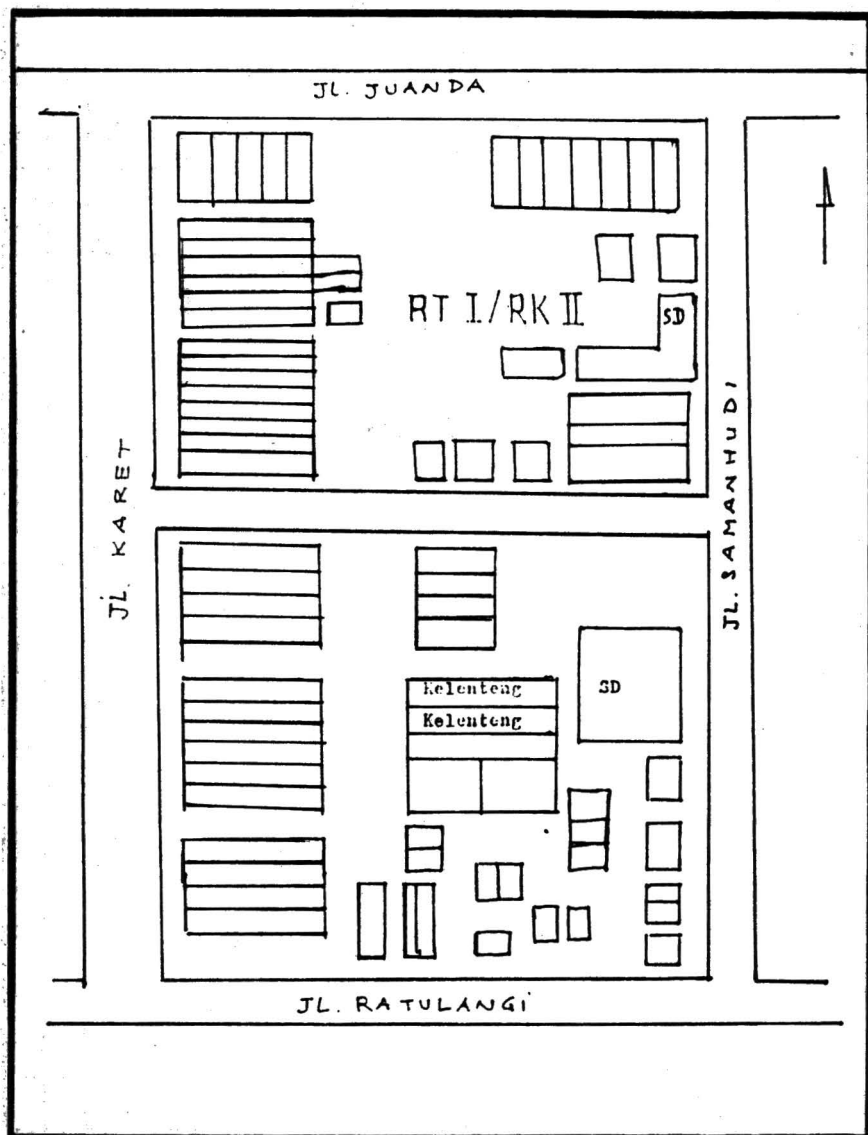 JL. JUANDA
RT I/RK II
SD
JL. KARET
JL. SAMANHUDI
Kelenteng
Kelenteng
SD
JL. RATULANGI